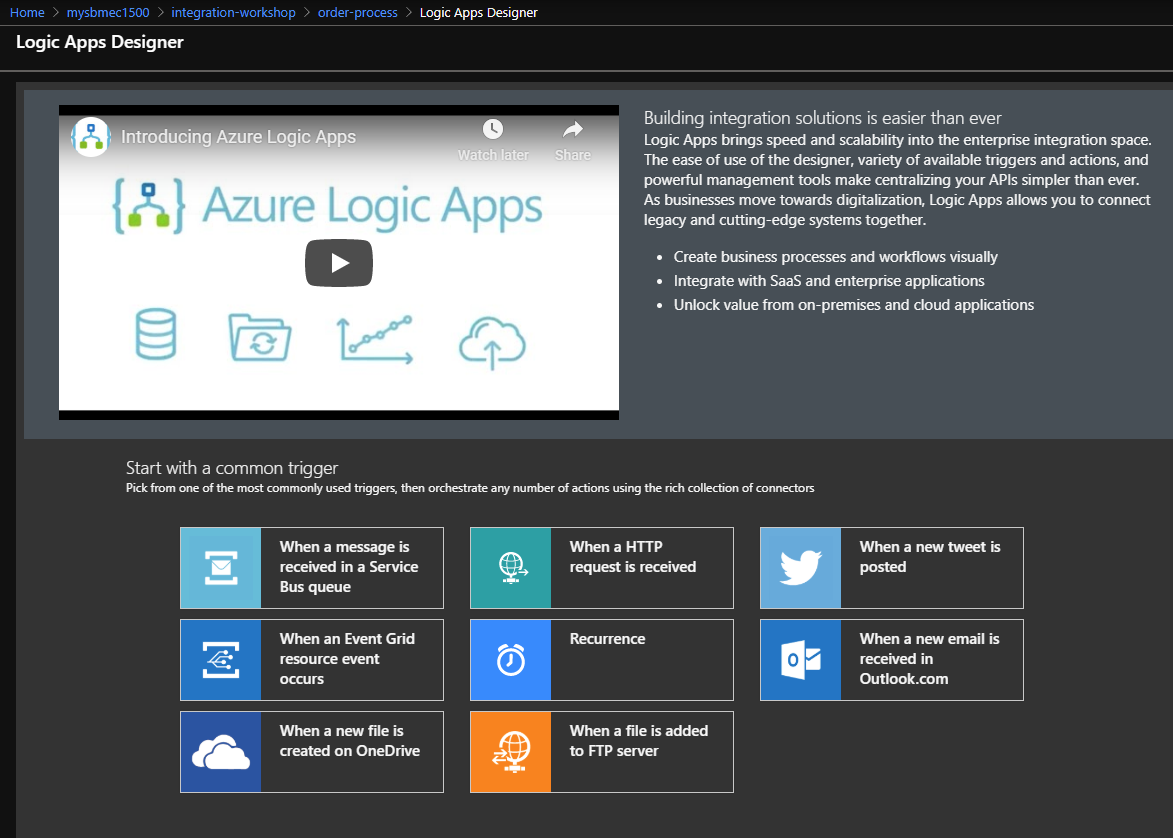 Home > mysbmec1500 > integration-workshop > order-process > Logic Apps Designer
Logic Apps Designer
Introducing Azure Logic Apps
Watch later
Share
Azure Logic Apps
Building integration solutions is easier than ever
Logic Apps brings speed and scalability into the enterprise integration space.
The ease of use of the designer, variety of available triggers and actions, and
powerful management tools make centralizing your APIs simpler than ever.
As businesses move towards digitalization, Logic Apps allows you to connect
legacy and cutting-edge systems together.
• Create business processes and workflows visually
• Integrate with SaaS and enterprise applications
• Unlock value from on-premises and cloud applications
Start with a common trigger
Pick from one of the most commonly used triggers, then orchestrate any number of actions using the rich collection of connectors
When a message is
received in a Service
Bus queue
When a HTTP
request is received
When a new tweet is
posted
When an Event Grid
resource event
occurs
Recurrence
When a new email is
received in
Outlook.com
When a new file is
created on OneDrive
When a file is added
to FTP server